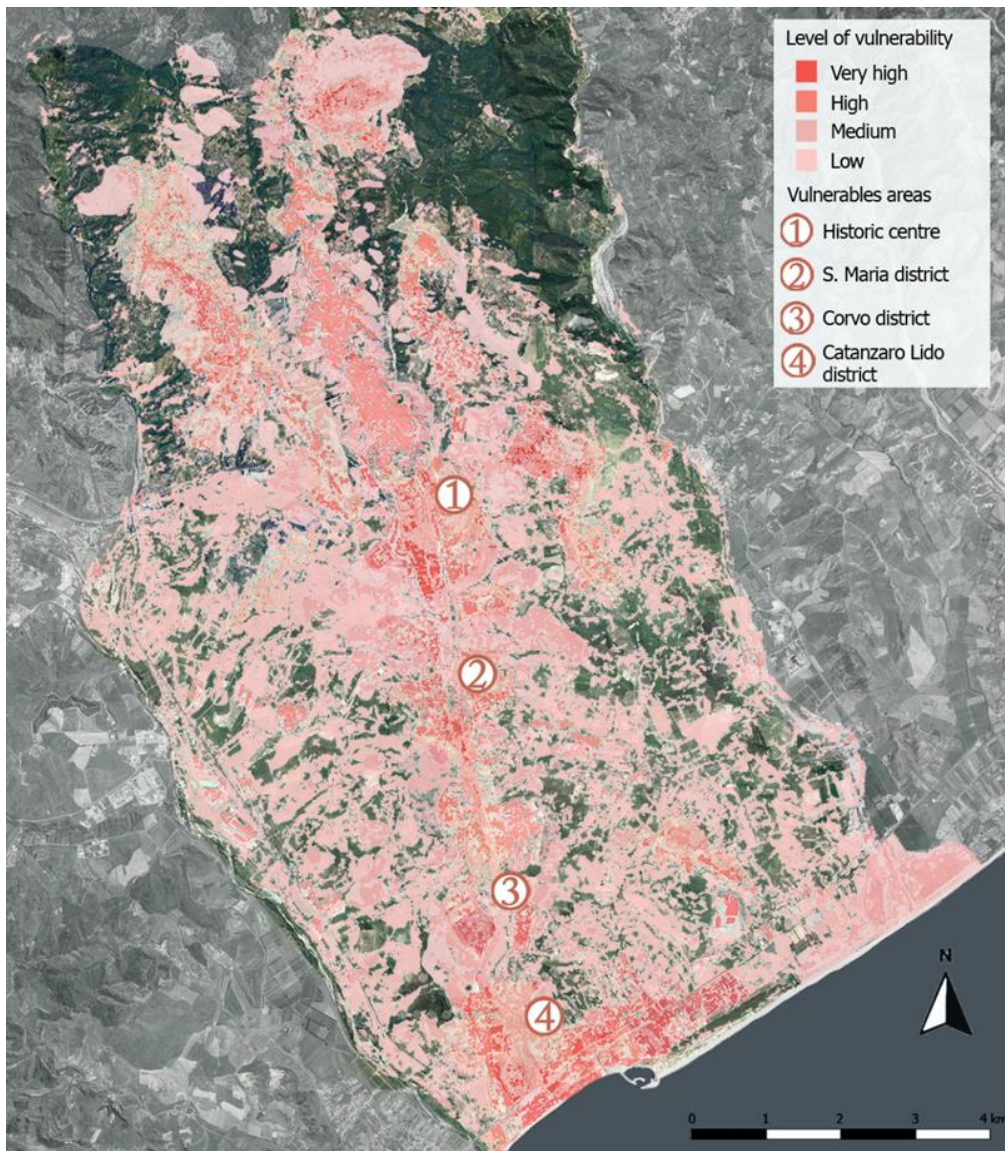 Level of vulnerability
Very high
High
Medium
Low
Vulnerables areas
1 Historic centre
2 S. Maria district
3 Corvo district
4 Catanzaro Lido
district
1
2
3
4
N
0 1 2 3 4 km